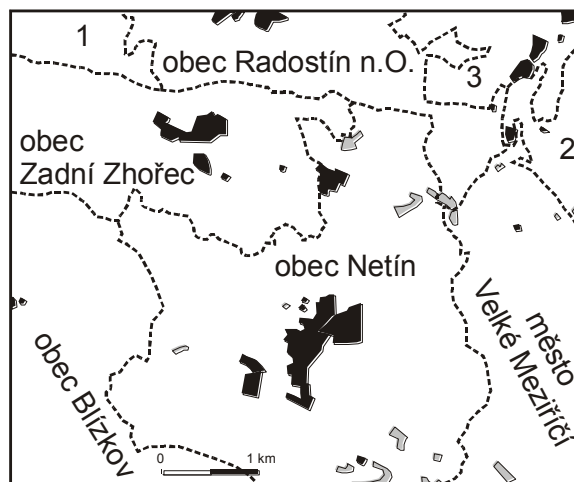 1
obec Radostín n.O.
3
obec
Zadní Zhořec
2
obec Netín
město
Velké Meziříčí
obec Blízkov
0 1 km